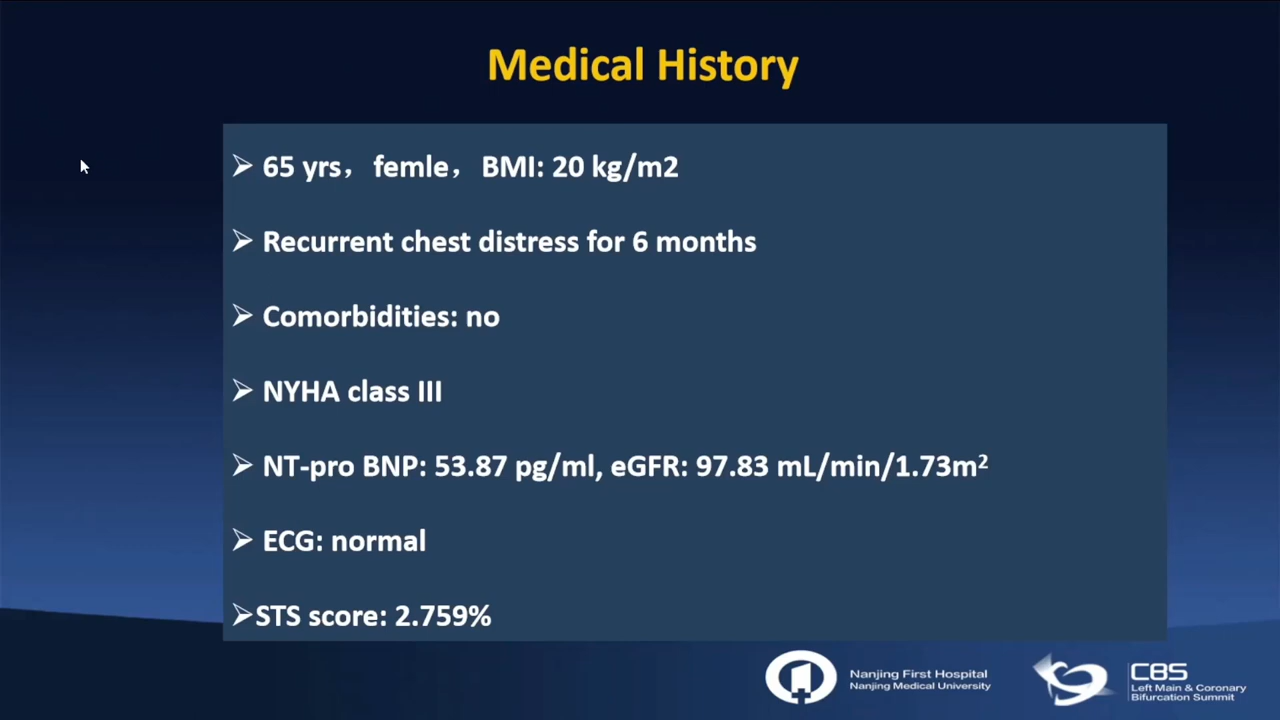 Medical History
➢ 65 yrs，femle，BMI: 20 kg/m2
➢ Recurrent chest distress for 6 months
➢ Comorbidities: no
➢ NYHA class III
➢ NT-pro BNP: 53.87 pg/ml, eGFR: 97.83 mL/min/1.73m²
➢ ECG: normal
➢STS score: 2.759%
Nanjing First Hospital
Nanjing Medical University
CBS
Left Main & Coronary
Bifurcation Summit